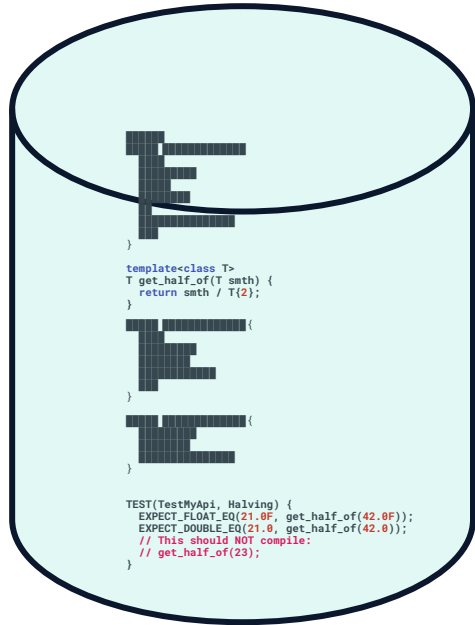 }
template<class T>
T get_half_of(T smth) {
  return smth / T{2};
}
{
}
{
}
TEST(TestMyApi, Halving) {
  EXPECT_FLOAT_EQ(21.0F, get_half_of(42.0F));
  EXPECT_DOUBLE_EQ(21.0, get_half_of(42.0));
  // This should NOT compile:
  // get_half_of(23);
}